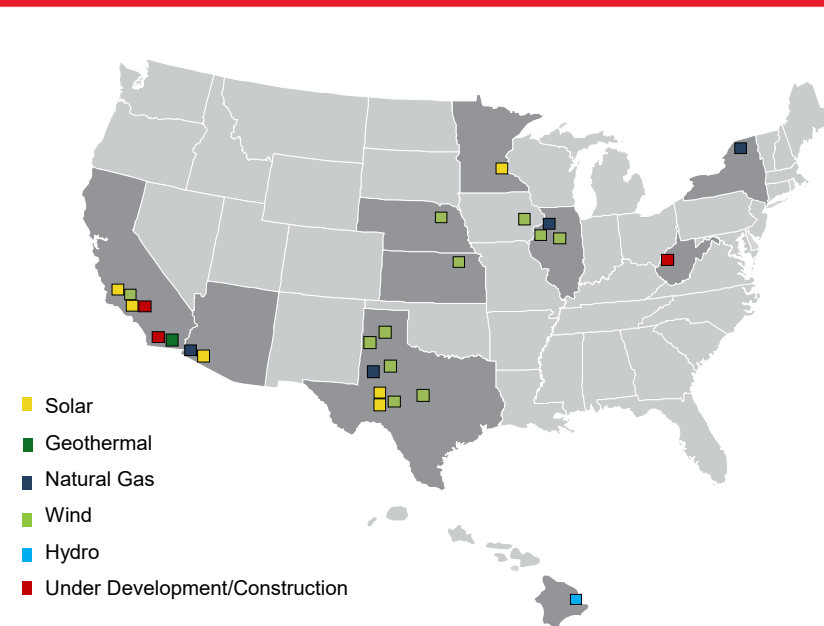 Solar
Geothermal
Natural Gas
Wind
Hydro
Under Development/Construction